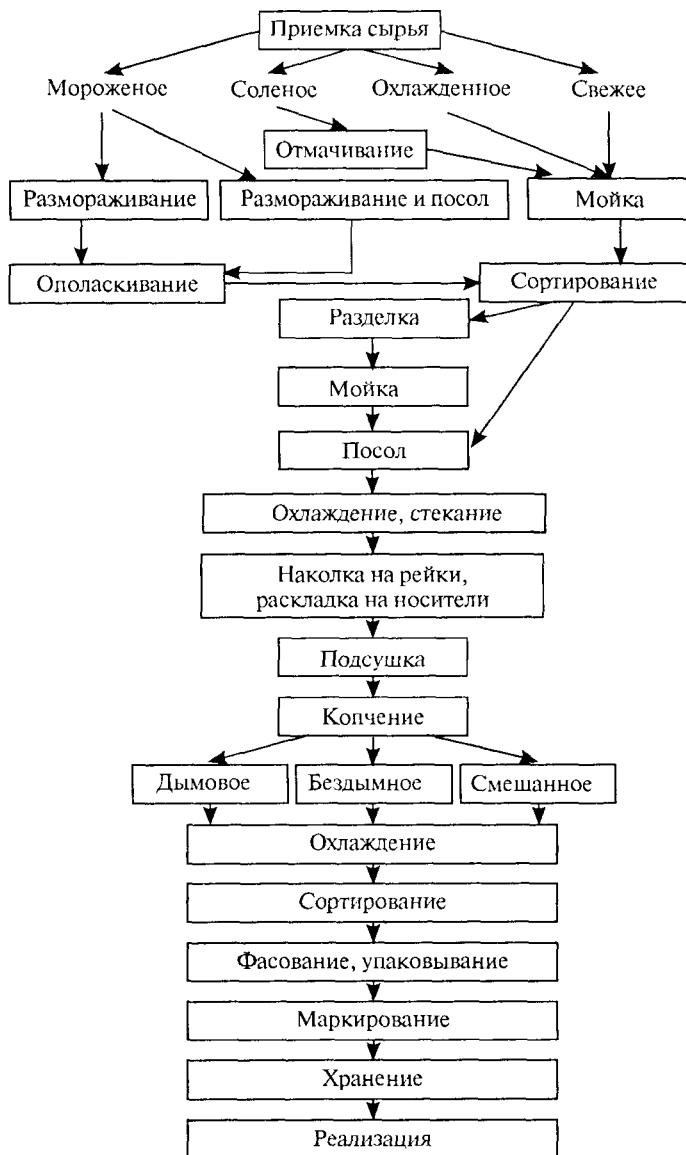 Приемка сырья
Мороженое Соленое Охлажденное Свежее
Отмачивание
Размораживание Размораживание и посол Мойка
Ополаскивание Сортирование
Разделка
Мойка
Посол
Охлаждение, стекание
Наколка на рейки,
раскладка на носители
Подсушка
Копчение
Дымовое Бездымное Смешанное
Охлаждение
Сортирование
Фасование, упаковывание
Маркирование
Хранение
Реализация